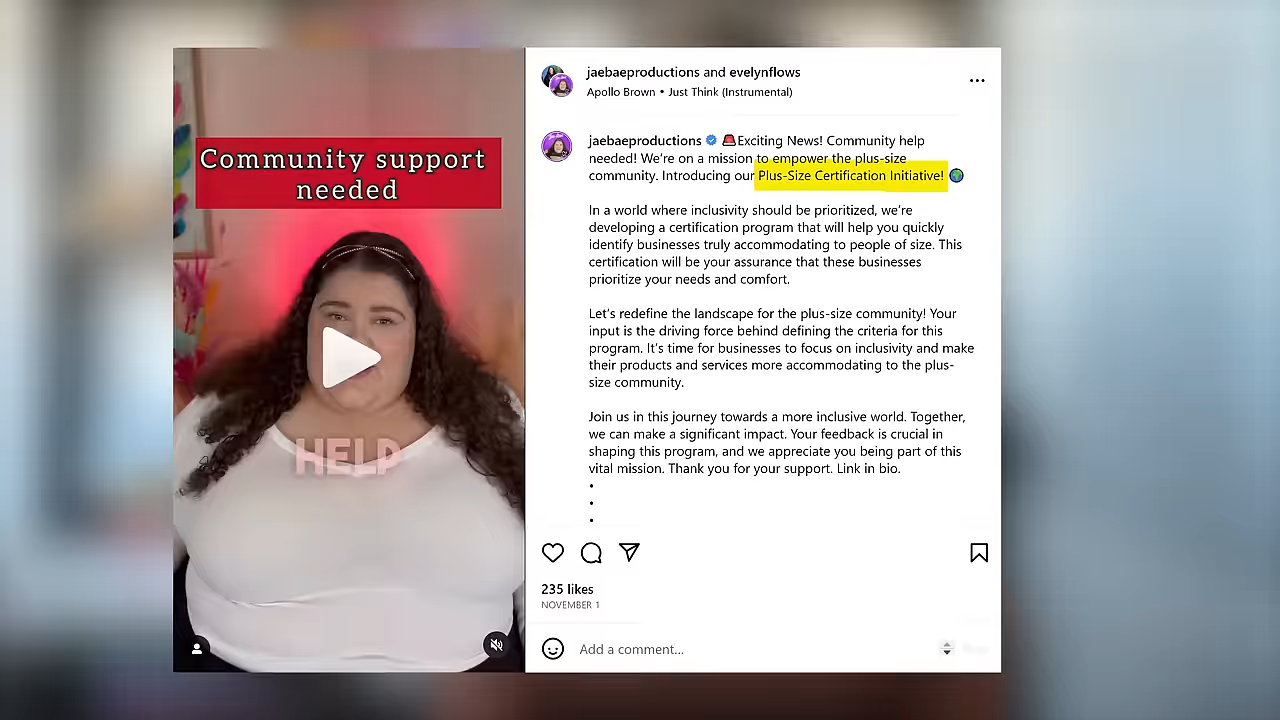 Community support
needed
HELP
jaebaeproductions and evelynflows
Apollo Brown • Just Think (Instrumental)
jaebaeproductions 🚨Exciting News! Community help
needed! We're on a mission to empower the plus-size
community. Introducing our Plus-Size Certification Initiative! 🌍
In a world where inclusivity should be prioritized, we're
developing a certification program that will help you quickly
identify businesses truly accommodating to people of size. This
certification will be your assurance that these businesses
prioritize your needs and comfort.
Let's redefine the landscape for the plus-size community! Your
input is the driving force behind defining the criteria for this
program. It's time for businesses to focus on inclusivity and make
their products and services more accommodating to the plus-
size community.
Join us in this journey towards a more inclusive world. Together,
we can make a significant impact. Your feedback is crucial in
shaping this program, and we appreciate you being part of this
vital mission. Thank you for your support. Link in bio.
•
•
•
235 likes
NOVEMBER 1
Add a comment...